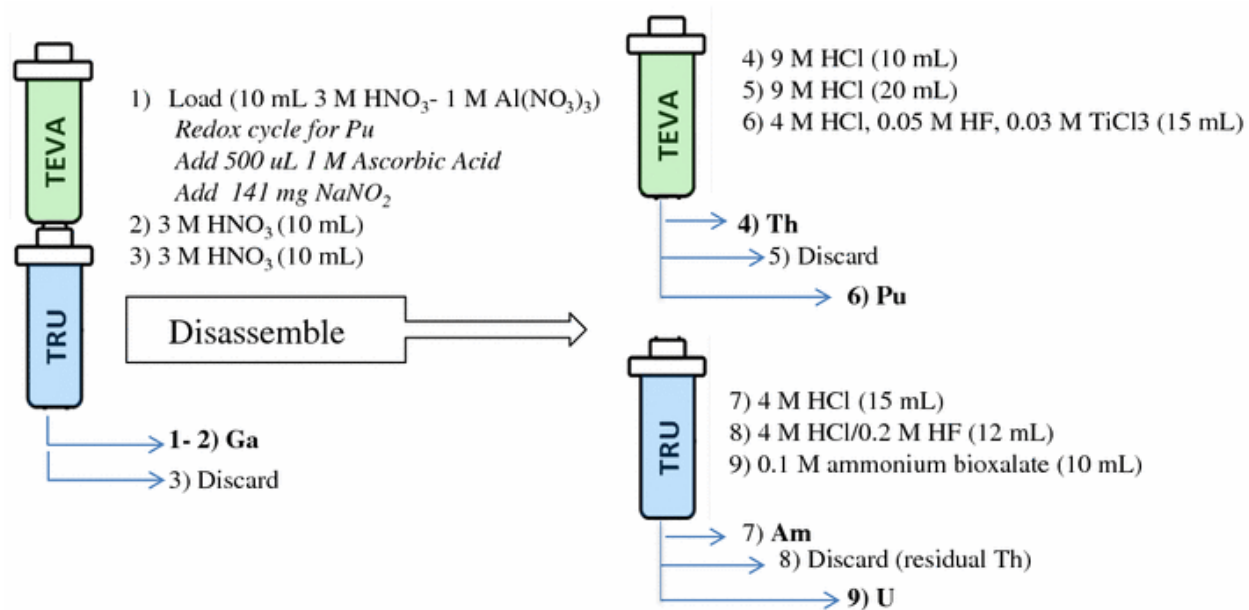 TEVA
TRU
1) Load (10 mL 3 M HNO₃- 1 M Al(NO₃)₃)
Redox cycle for Pu
Add 500 uL 1 M Ascorbic Acid
Add 141 mg NaNO₂
2) 3 M HNO₃ (10 mL)
3) 3 M HNO₃ (10 mL)
Disassemble
1- 2) Ga
3) Discard
TEVA
4) 9 M HCl (10 mL)
5) 9 M HCl (20 mL)
6) 4 M HCl, 0.05 M HF, 0.03 M TiCl3 (15 mL)
4) Th
5) Discard
6) Pu
TRU
7) 4 M HCl (15 mL)
8) 4 M HCl/0.2 M HF (12 mL)
9) 0.1 M ammonium bioxalate (10 mL)
7) Am
8) Discard (residual Th)
9) U